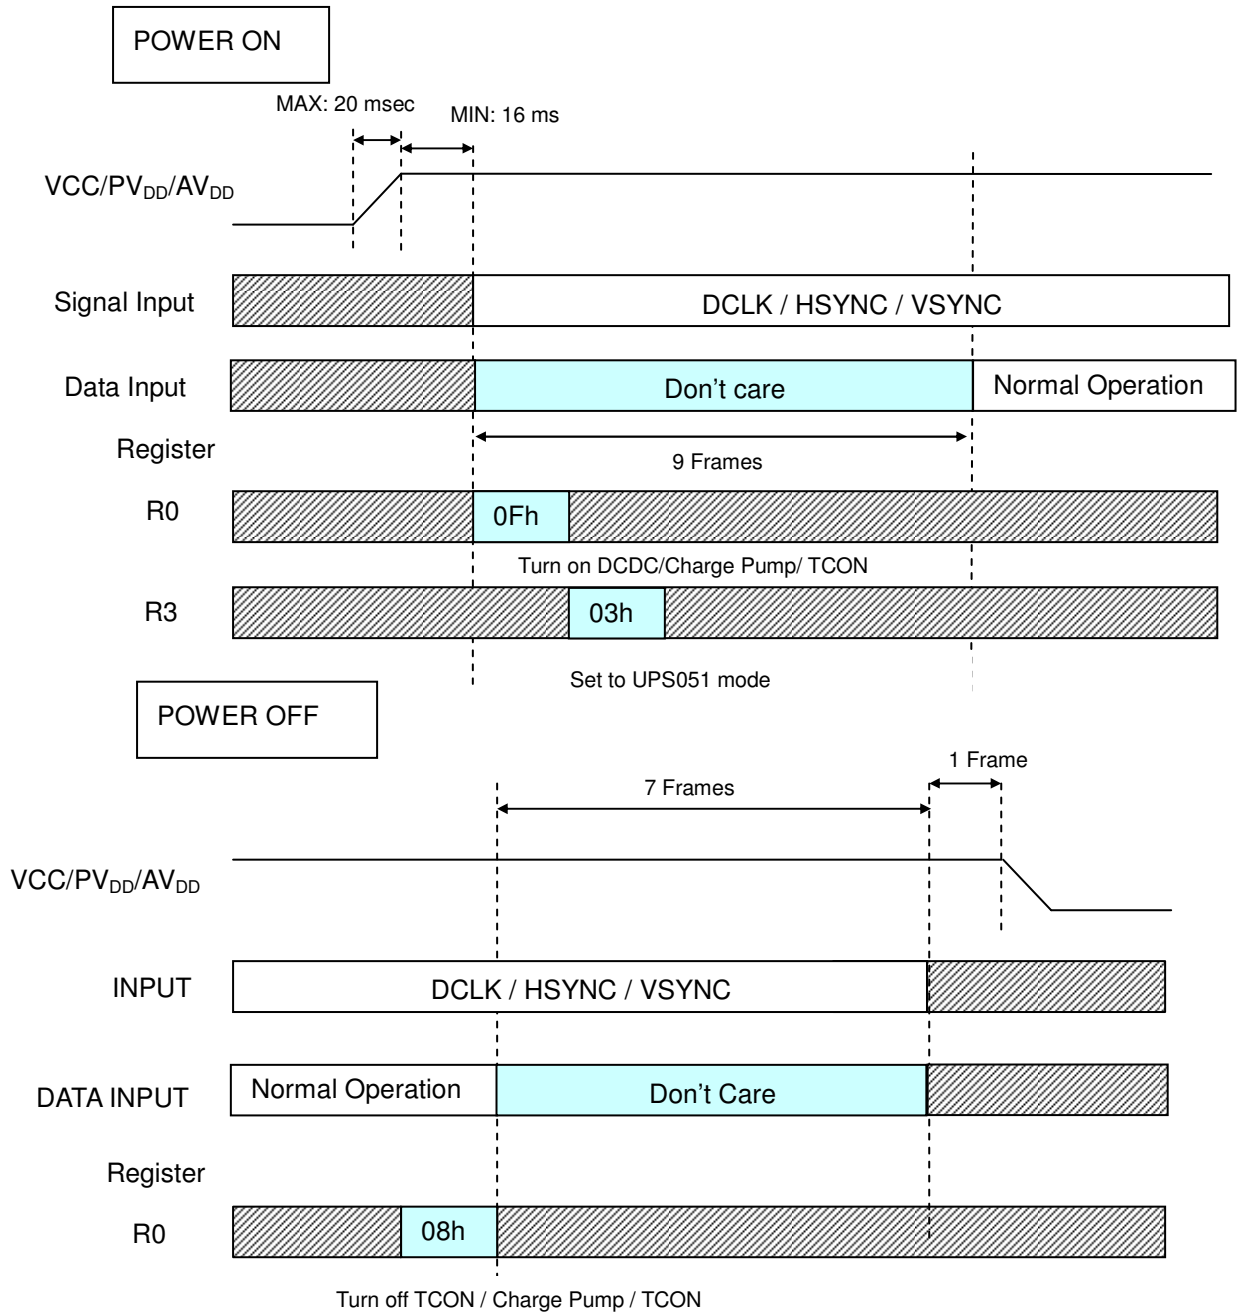 POWER ON
MAX: 20 msec
MIN: 16 ms
VCC/PVDD/AVDD
Signal Input
DCLK / HSYNC / VSYNC
Data Input
Don't care
Normal Operation
Register
9 Frames
R0
0Fh
Turn on DCDC/Charge Pump/ TCON
R3
03h
Set to UPS051 mode
POWER OFF
1 Frame
7 Frames
VCC/PVDD/AVDD
INPUT
DCLK / HSYNC / VSYNC
DATA INPUT
Normal Operation
Don't Care
Register
R0
08h
Turn off TCON / Charge Pump / TCON